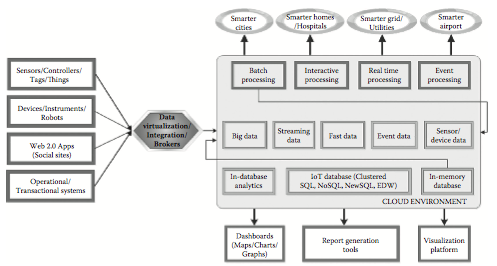 Smarter
cities
Smarter homes
/Hospitals
Smarter grid/
Utilities
Smarter
airport
Sensors/Controllers/
Tags/Things
Devices/Instruments/
Robots
Web 2.0 Apps
(Social sites)
Operational/
Transactional systems
Data
virtualization/
Integration/
Brokers
Batch
processing
Interactive
processing
Real time
processing
Event
processing
Big data
Streaming
data
Fast data
Event data
Sensor/
device data
In-database
analytics
IoT database (Clustered
SQL, NoSQL, NewSQL, EDW)
In-memory
database
CLOUD ENVIRONMENT
Dashboards
(Maps/Charts/
Graphs)
Report generation
tools
Visualization
platform